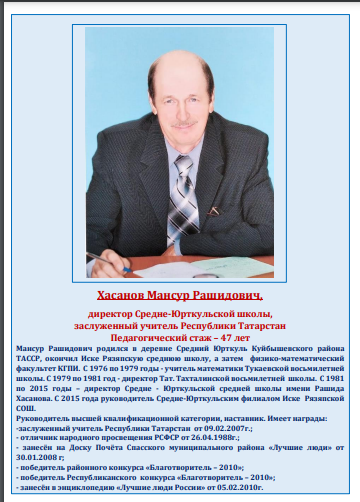 Хасанов Мансур Рашидович,
директор Средне-Юрткульской школы,
заслуженный учитель Республики Татарстан
Педагогический стаж – 47 лет
Мансур Рашидович родился в деревне Средний Юрткуль Куйбышевского района
ТАССР, окончил Иске Рязяпскую среднюю школу, а затем физико-математический
факультет КГПИ. С 1976 по 1979 годы - учитель математики Тукаевской восьмилетней
школы. С 1979 по 1981 год - директор Тат. Тахталинской восьмилетней школы. С 1981
по 2015 годы – директор Средне - Юрткульской средней школы имени Рашида
Хасанова. С 2015 года руководитель Средне-Юрткульским филиалом Иске Рязяпской
СОШ.
Руководитель высшей квалификационной категории, наставник. Имеет награды:
-заслуженный учитель Республики Татарстан от 09.02.2007г.;
- отличник народного просвещения РСФСР от 26.04.1988г.;
- занесён на Доску Почёта Спасского муниципального района «Лучшие люди» от
30.01.2008 г;
- победитель районного конкурса «Благотворитель – 2010»;
- победитель Республиканского конкурса «Благотворитель – 2010»;
- занесён в энциклопедию «Лучшие люди России» от 05.02.2010г.